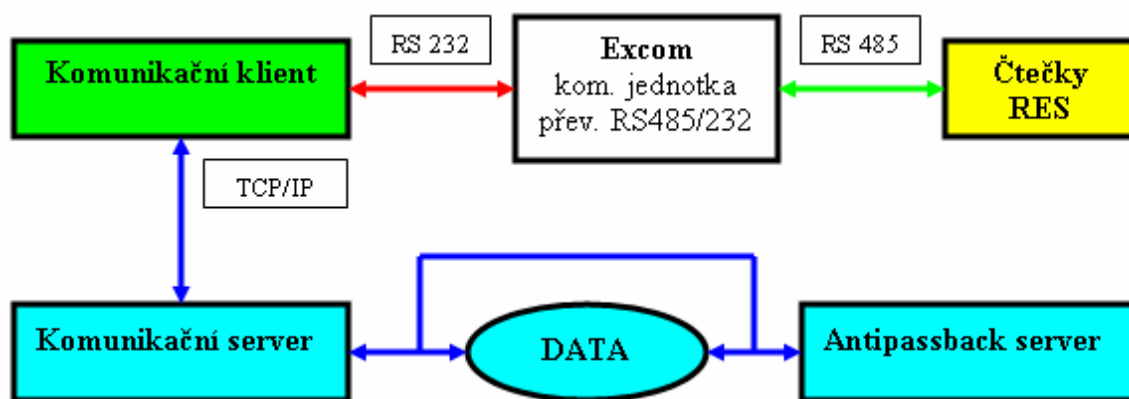 RS 232
RS 485
Komunikační klient
Excom
kom. jednotka
přev. RS485/232
Čtečky
RES
TCP/IP
Komunikační server
DATA
Antipassback server